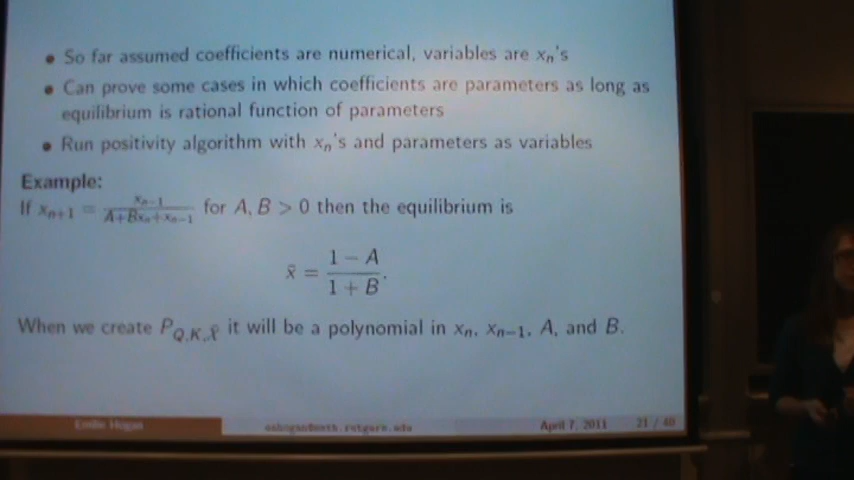 • So far assumed coefficients are numerical, variables are xₙ's
• Can prove some cases in which coefficients are parameters as long as
equilibrium is rational function of parameters
• Run positivity algorithm with xₙ's and parameters as variables
Example:
If xₙ₊₁ = xₙ₋₁ / (A+Bxₙ+xₙ₋₁) for A, B > 0 then the equilibrium is
x̄ = (1 − A) / (1 + B).
When we create P_{Q,K,x̄} it will be a polynomial in xₙ, xₙ₋₁, A, and B.
Emilie Hogan April 7, 2011 21 / 40